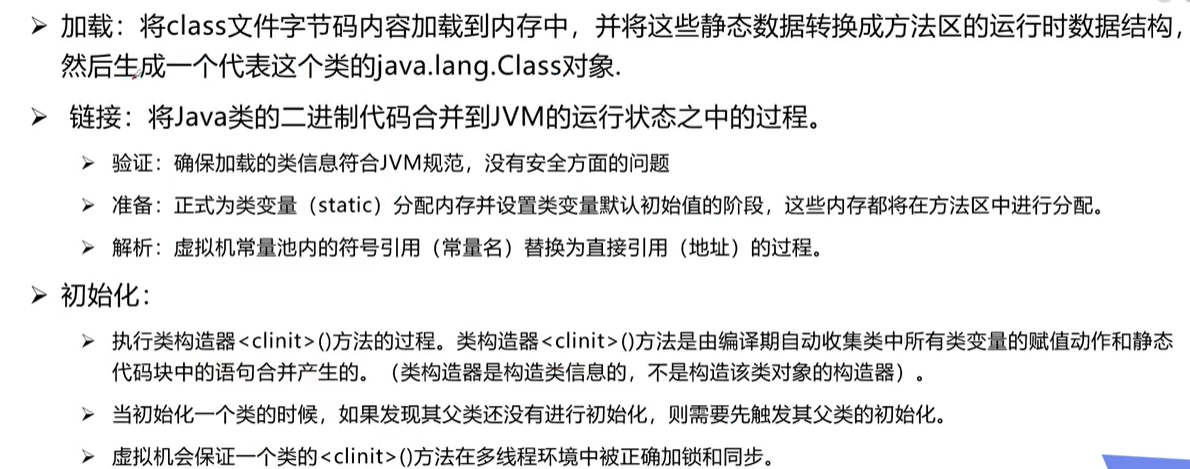 ➢ 加载：将class文件字节码内容加载到内存中，并将这些静态数据转换成方法区的运行时数据结构，
然后生成一个代表这个类的java.lang.Class对象.
➢ 链接：将Java类的二进制代码合并到JVM的运行状态之中的过程。
➢ 验证：确保加载的类信息符合JVM规范，没有安全方面的问题
➢ 准备：正式为类变量（static）分配内存并设置类变量默认初始值的阶段，这些内存都将在方法区中进行分配。
➢ 解析：虚拟机常量池内的符号引用（常量名）替换为直接引用（地址）的过程。
➢ 初始化：
➢ 执行类构造器<clinit>()方法的过程。类构造器<clinit>()方法是由编译期自动收集类中所有类变量的赋值动作和静态
代码块中的语句合并产生的。（类构造器是构造类信息的，不是构造该类对象的构造器）。
➢ 当初始化一个类的时候，如果发现其父类还没有进行初始化，则需要先触发其父类的初始化。
➢ 虚拟机会保证一个类的<clinit>()方法在多线程环境中被正确加锁和同步。